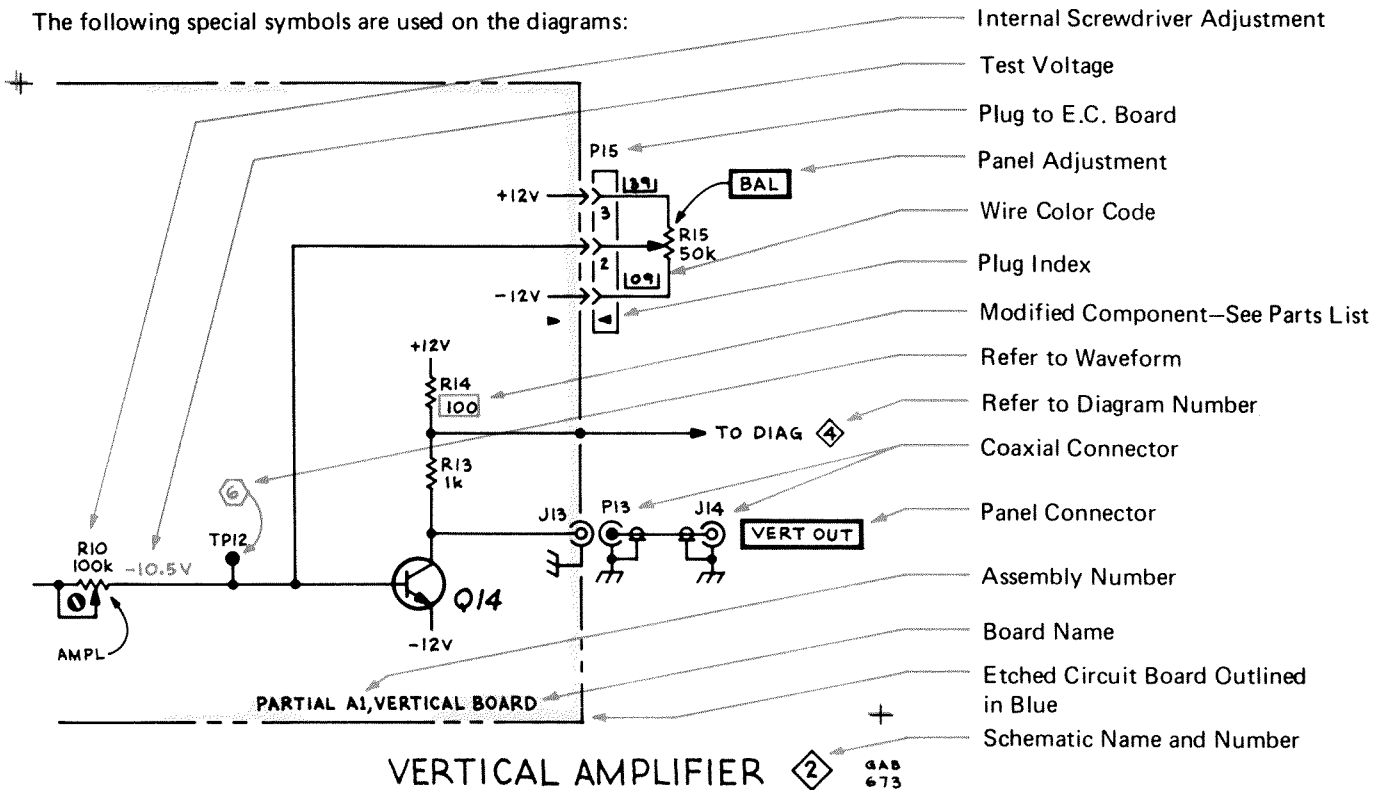 The following special symbols are used on the diagrams:
Internal Screwdriver Adjustment
Test Voltage
Plug to E.C. Board
P15
Panel Adjustment
BAL
+12V
3
Wire Color Code
R15
50k
2
Plug Index
-12V
Modified Component—See Parts List
+12V
Refer to Waveform
R14
100
Refer to Diagram Number
TO DIAG 4
Coaxial Connector
R13
1k
6
J13
P13
J14
Panel Connector
VERT OUT
TP12
R10
100k
-10.5V
Assembly Number
Q14
Board Name
-12V
AMPL
Etched Circuit Board Outlined
in Blue
PARTIAL A1, VERTICAL BOARD
Schematic Name and Number
VERTICAL AMPLIFIER 2
GAB
673